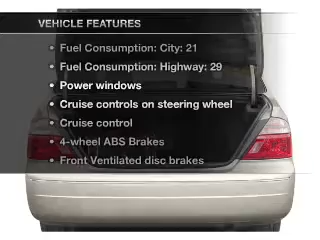 VEHICLE FEATURES
• Fuel Consumption: City: 21
• Fuel Consumption: Highway: 29
• Power windows
• Cruise controls on steering wheel
• Cruise control
• 4-wheel ABS Brakes
• Front Ventilated disc brakes